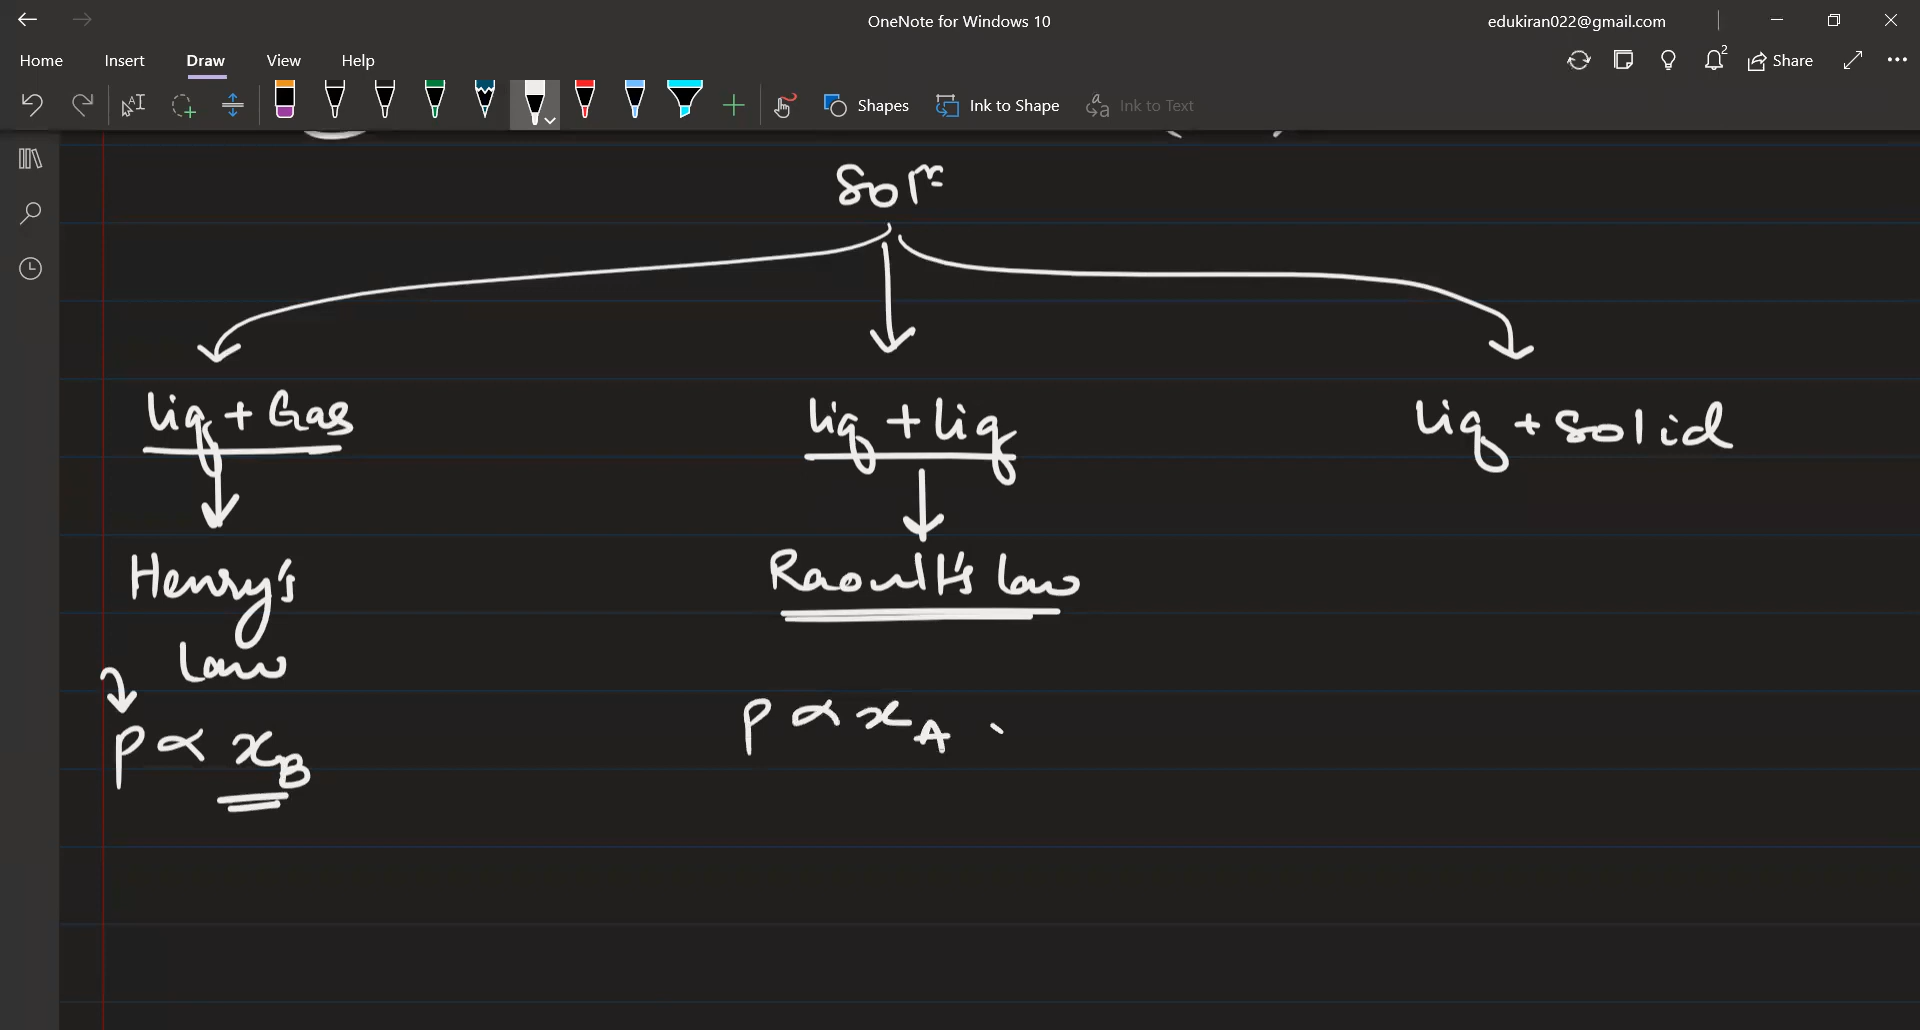 OneNote for Windows 10
edukiran022@gmail.com
Home Insert Draw View Help
2
Share
Shapes Ink to Shape Ink to Text
Solⁿ
Liq + Gas
Liq + Liq
Liq + Solid
Henry's
Law
Raoult's Law
p ∝ x_B
p ∝ x_A